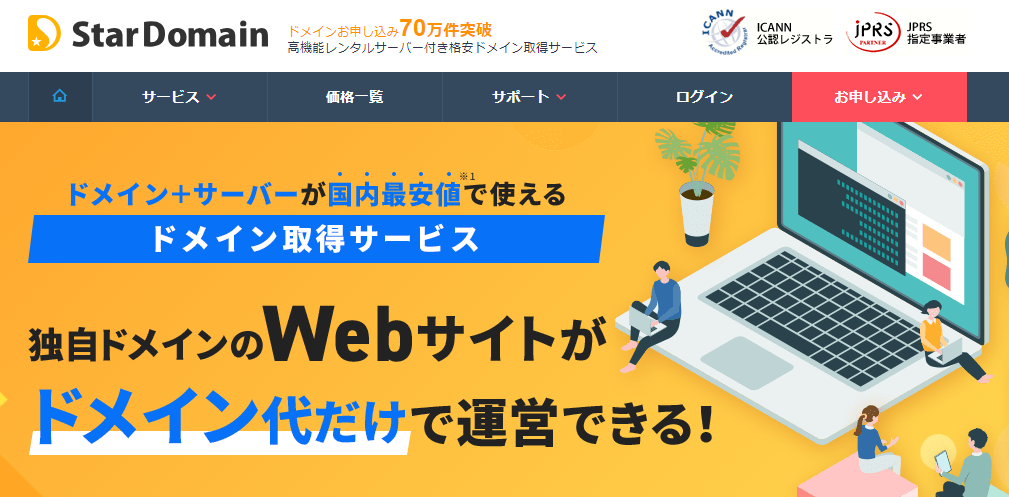 StarDomain
ドメインお申し込み70万件突破
高機能レンタルサーバー付き格安ドメイン取得サービス
ICANN
Accredited Registrar
ICANN
公認レジストラ
JPRS
PARTNER
JPRS
指定事業者
サービス
価格一覧
サポート
ログイン
お申し込み
ドメイン+サーバーが国内最安値※1で使える
ドメイン取得サービス
独自ドメインのWebサイトが
ドメイン代だけで運営できる!